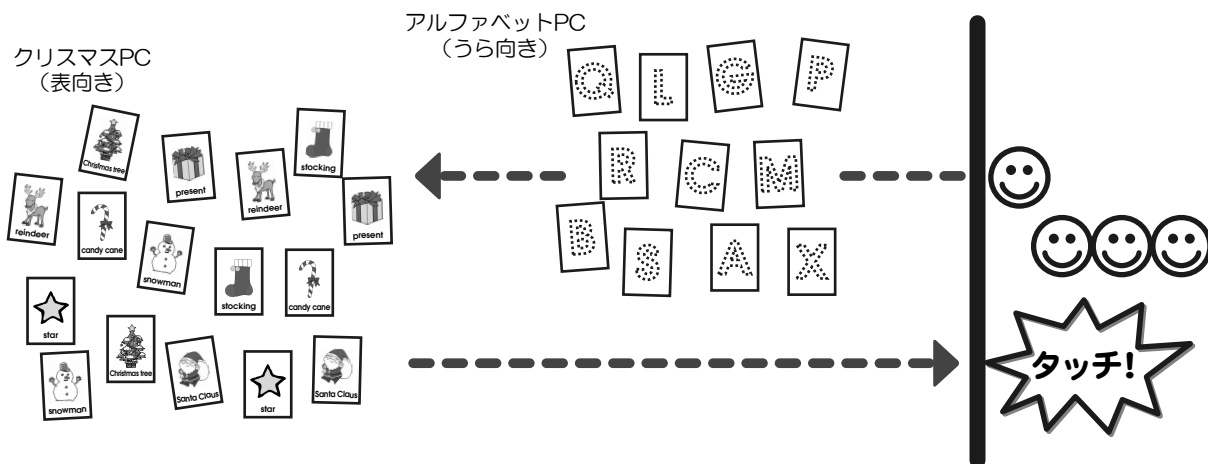 アルファベットPC
（うら向き）
クリスマスPC
（表向き）
Q L G P
R C M
B S A X
Christmas tree
present
stocking
reindeer
reindeer
candy cane
present
snowman
stocking
candy cane
star
Christmas tree
snowman
Santa Claus
star
Santa Claus
タッチ!